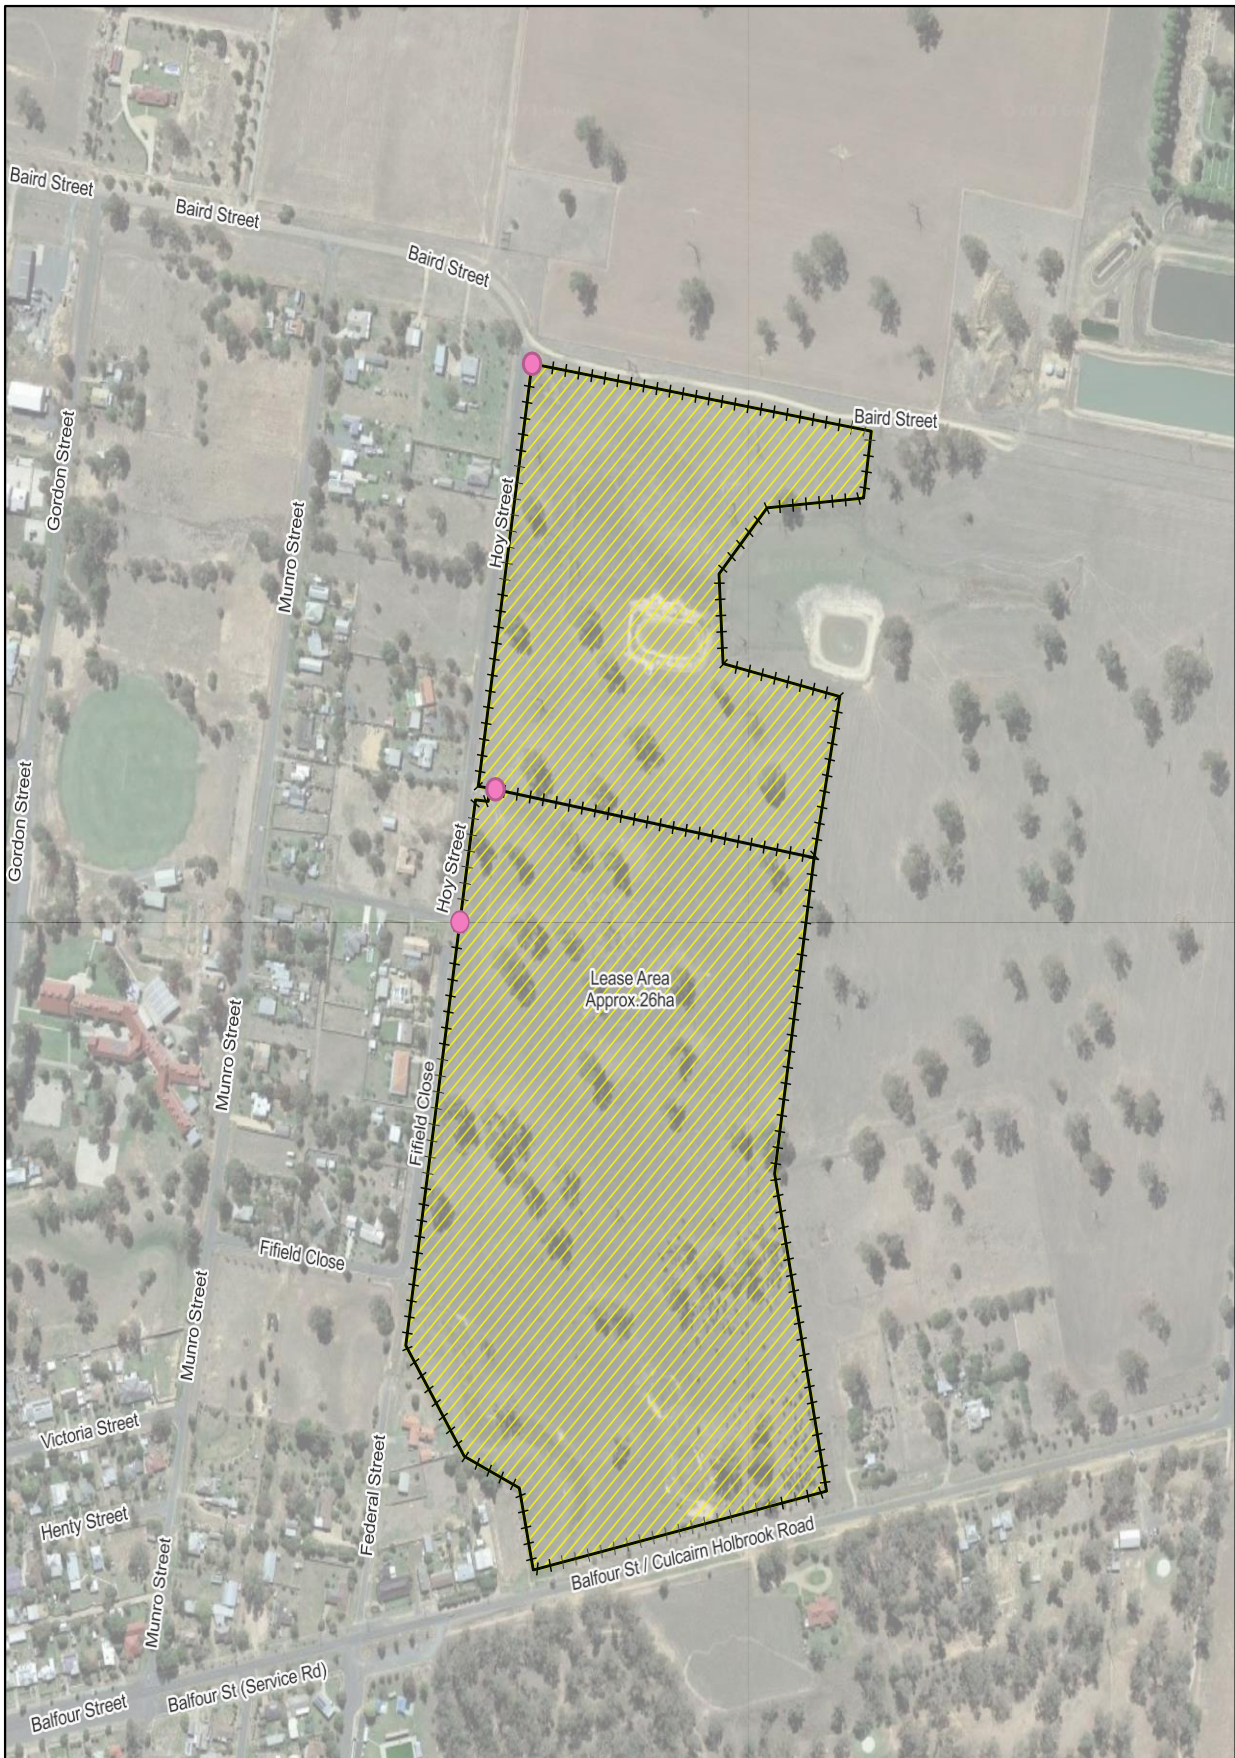 Baird Street
Baird Street
Baird Street
Baird Street
Gordon Street
Hoy Street
Munro Street
Gordon Street
Hoy Street
Lease Area
Approx.26ha
Munro Street
Fifield Close
Fifield Close
Munro Street
Victoria Street
Federal Street
Henty Street
Balfour St / Culcairn Holbrook Road
Munro Street
Balfour St (Service Rd)
Balfour Street